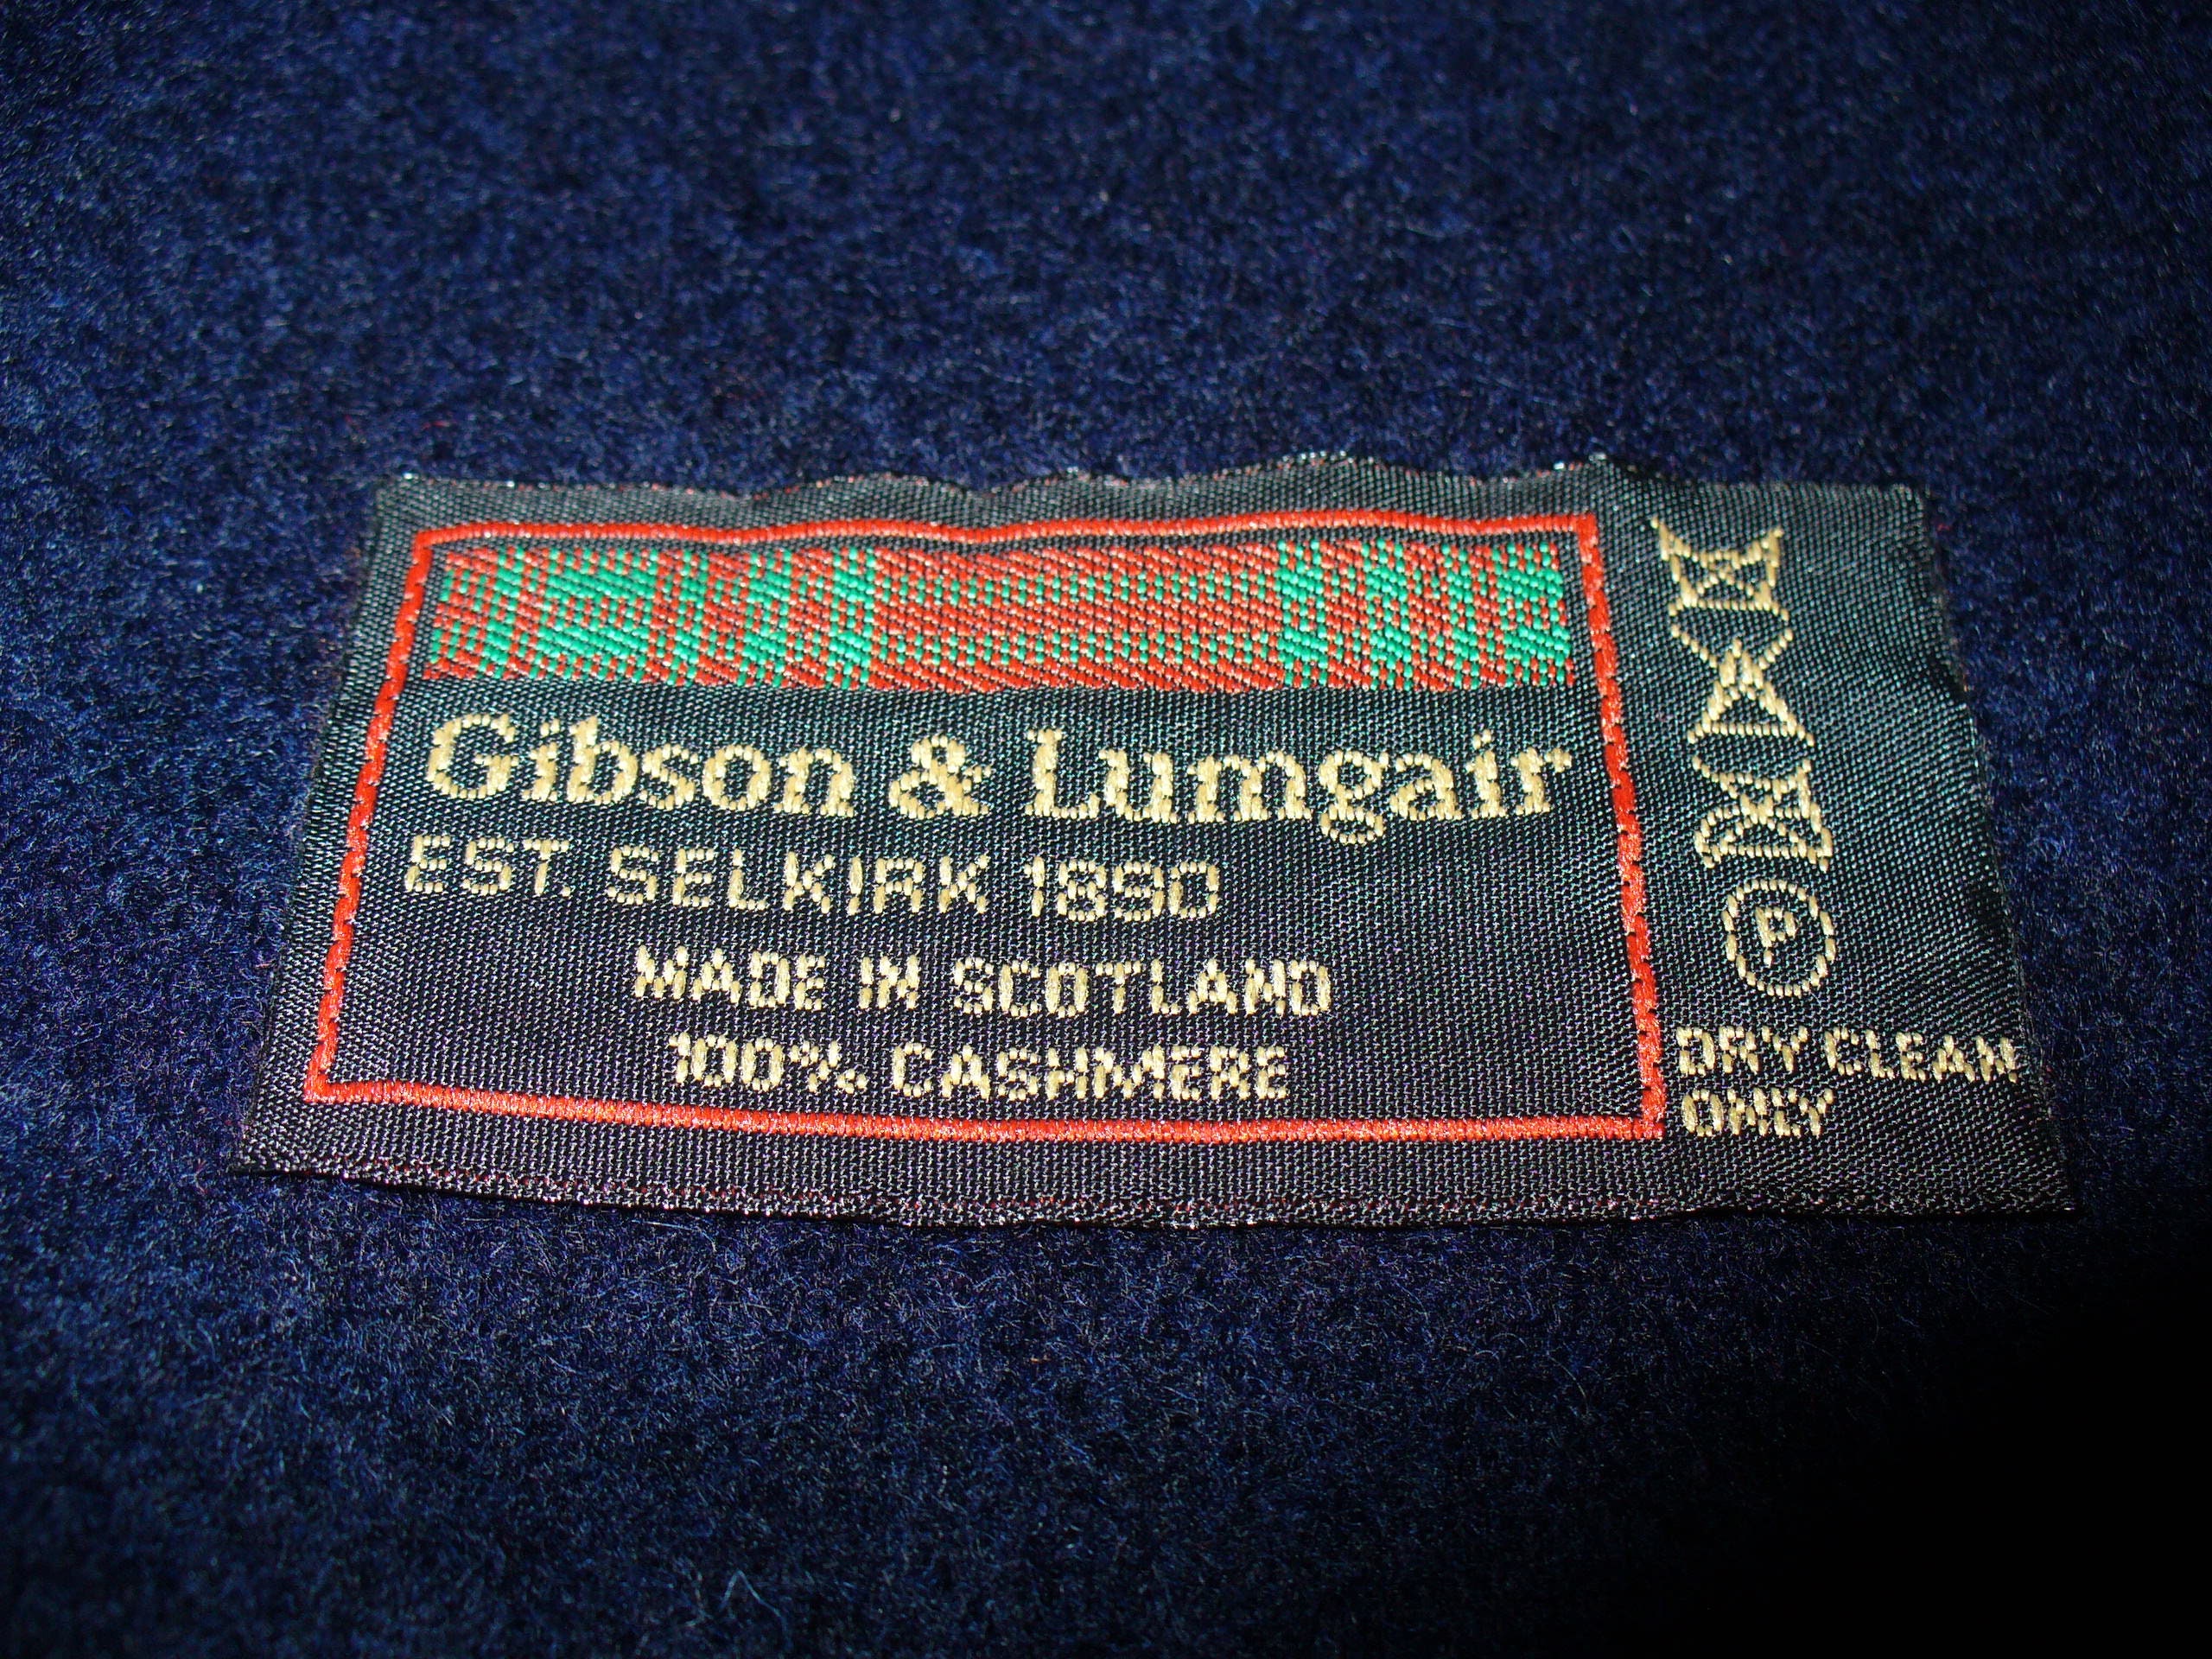 Gibson & Lumgair
EST. SELKIRK 1890
MADE IN SCOTLAND
100% CASHMERE
P
DRY CLEAN
ONLY